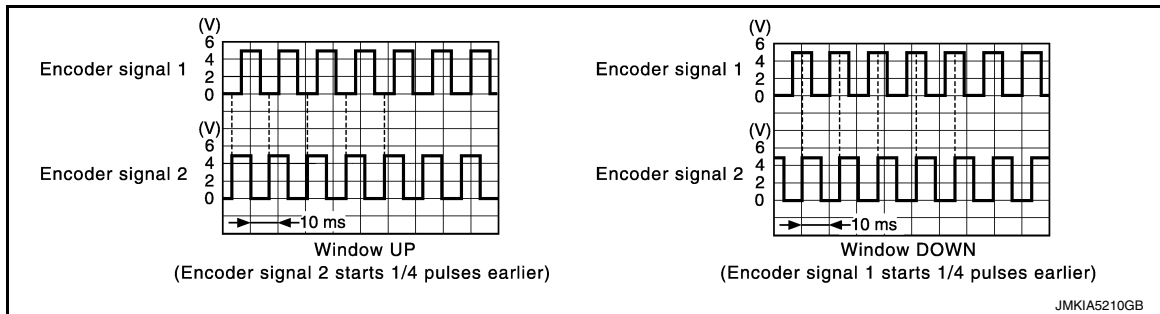 (V)
6
4
2
0
Encoder signal 1
(V)
6
4
2
0
Encoder signal 2
10 ms
Window UP
(Encoder signal 2 starts 1/4 pulses earlier)
(V)
6
4
2
0
Encoder signal 1
(V)
6
4
2
0
Encoder signal 2
10 ms
Window DOWN
(Encoder signal 1 starts 1/4 pulses earlier)
JMKIA5210GB